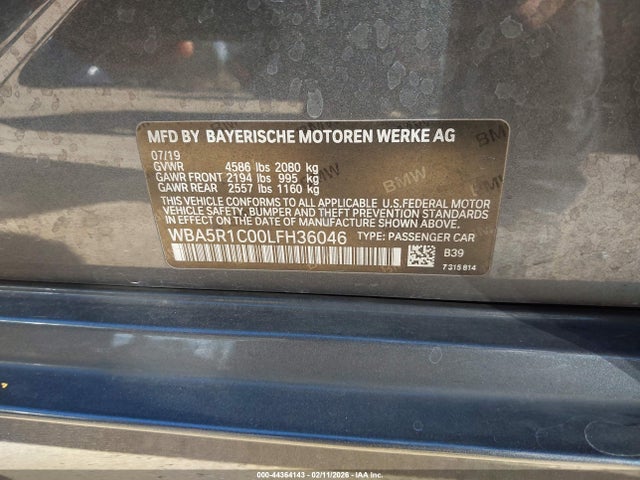 MFD BY BAYERISCHE MOTOREN WERKE AG
07/19
GVWR 4586 lbs 2080 kg
GAWR FRONT 2194 lbs 995 kg
GAWR REAR 2557 lbs 1160 kg
THIS VEHICLE CONFORMS TO ALL APPLICABLE U.S.FEDERAL MOTOR
VEHICLE SAFETY, BUMPER AND THEFT PREVENTION STANDARDS
IN EFFECT ON THE DATE OF MANUFACTURE SHOWN ABOVE.
WBA5R1C00LFH36046 TYPE: PASSENGER CAR
B39
7315814
BMW
BMW
BMW
000-44364143 - 02/11/2026 - IAA Inc.